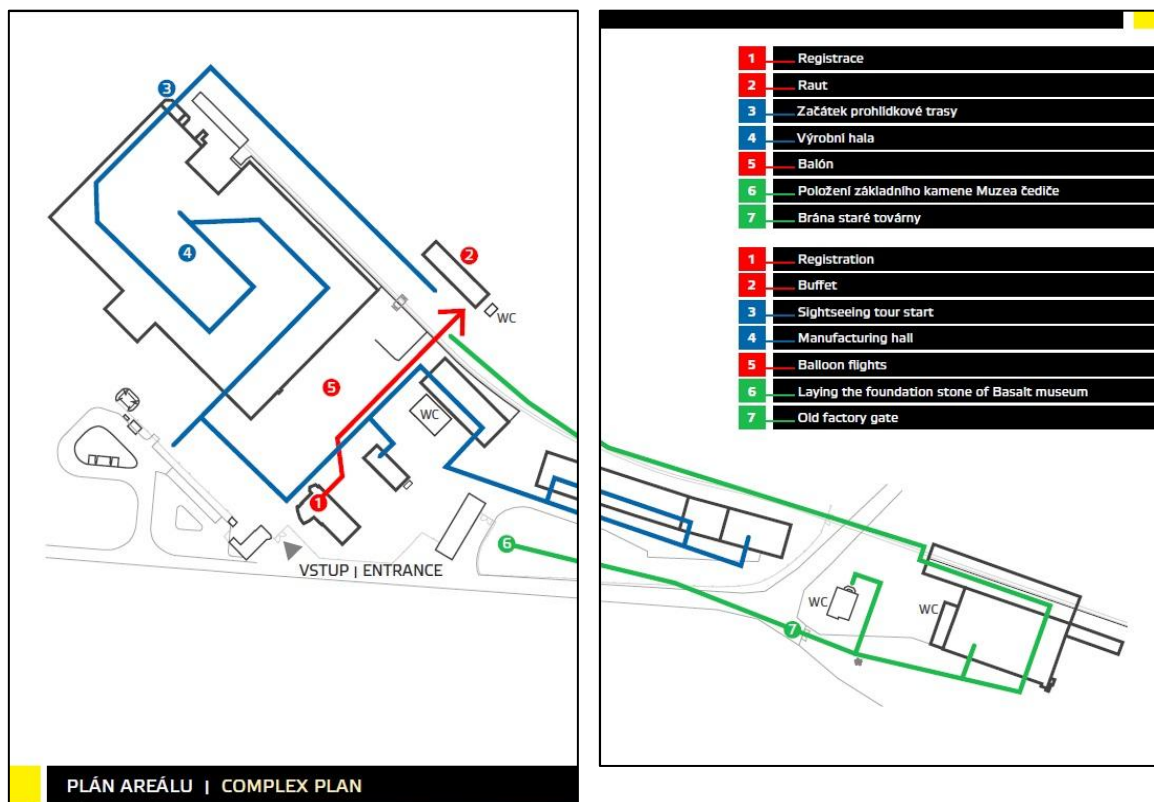 3
4
2
WC
5
WC
1
6
VSTUP | ENTRANCE
PLÁN AREÁLU | COMPLEX PLAN
1 Registrace
2 Raut
3 Začátek prohlídkové trasy
4 Výrobní hala
5 Balón
6 Položení základního kamene Muzea čediče
7 Brána staré továrny
1 Registration
2 Buffet
3 Sightseeing tour start
4 Manufacturing hall
5 Balloon flights
6 Laying the foundation stone of Basalt museum
7 Old factory gate
WC
WC
7